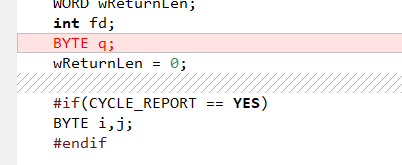 WORD wReturnLen;
int fd;
BYTE q;
wReturnLen = 0;
#if(CYCLE_REPORT == YES)
BYTE i,j;
#endif